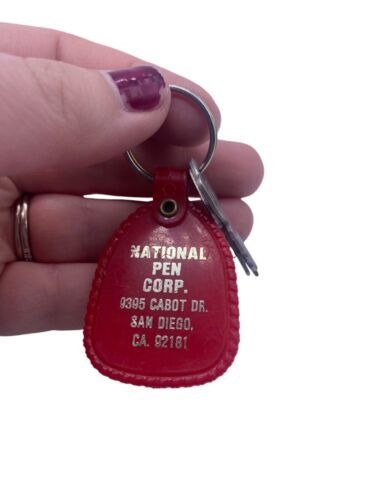 NATIONAL
PEN
CORP.
9395 CABOT DR.
SAN DIEGO,
CA. 92181